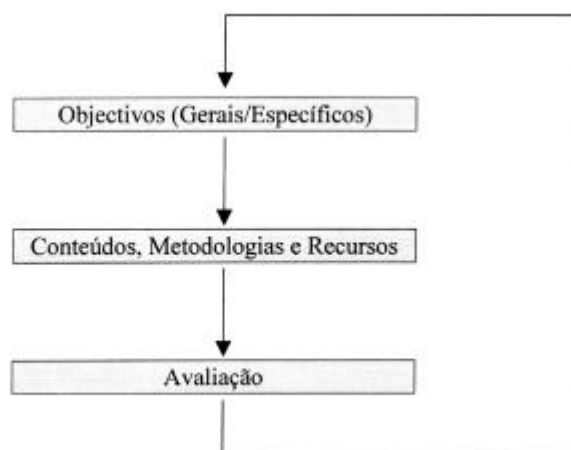 Objectivos (Gerais/Específicos)
Conteúdos, Metodologias e Recursos
Avaliação